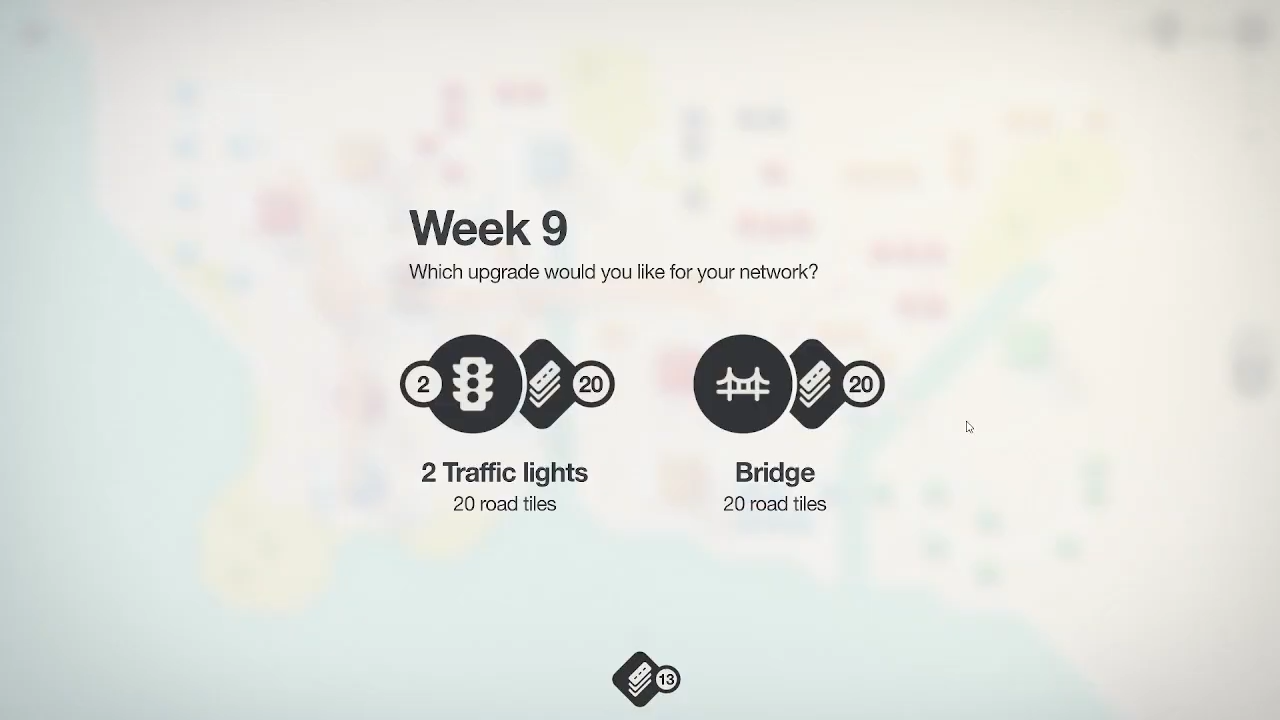 Week 9
Which upgrade would you like for your network?
2
20
20
2 Traffic lights
Bridge
20 road tiles
20 road tiles
13